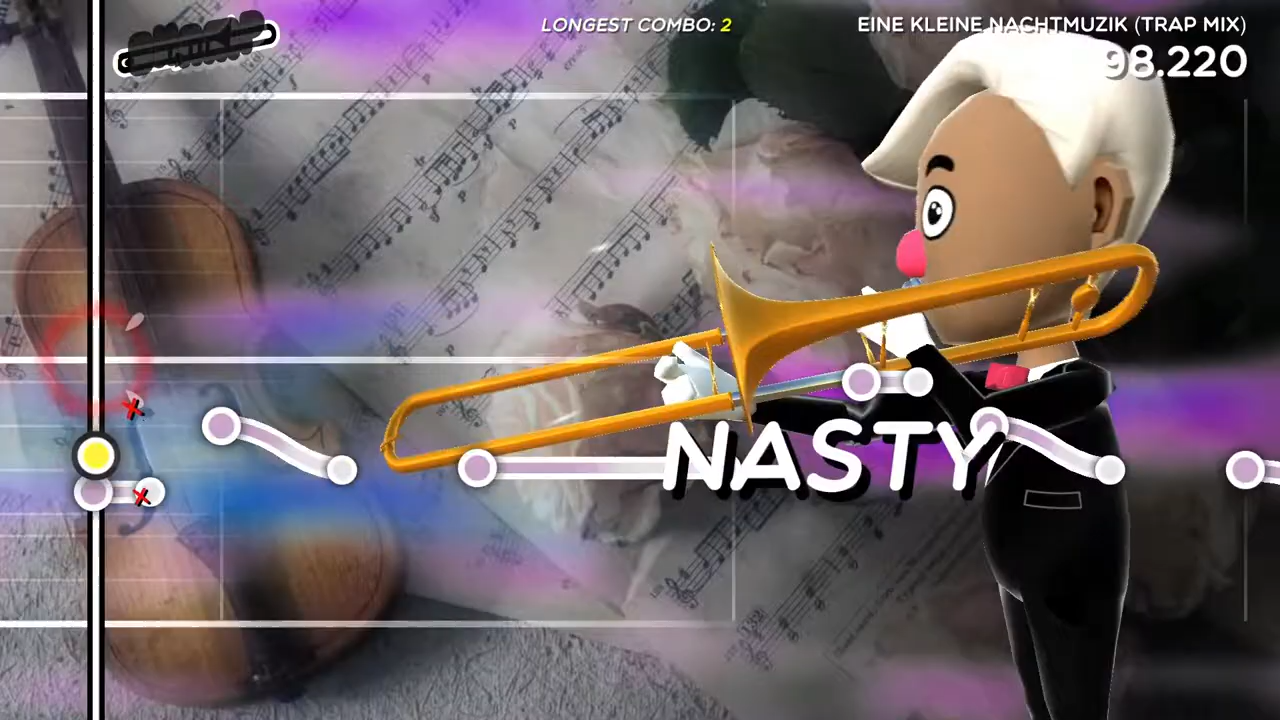 LONGEST COMBO: 2
EINE KLEINE NACHTMUZIK (TRAP MIX)
98.220
NASTY